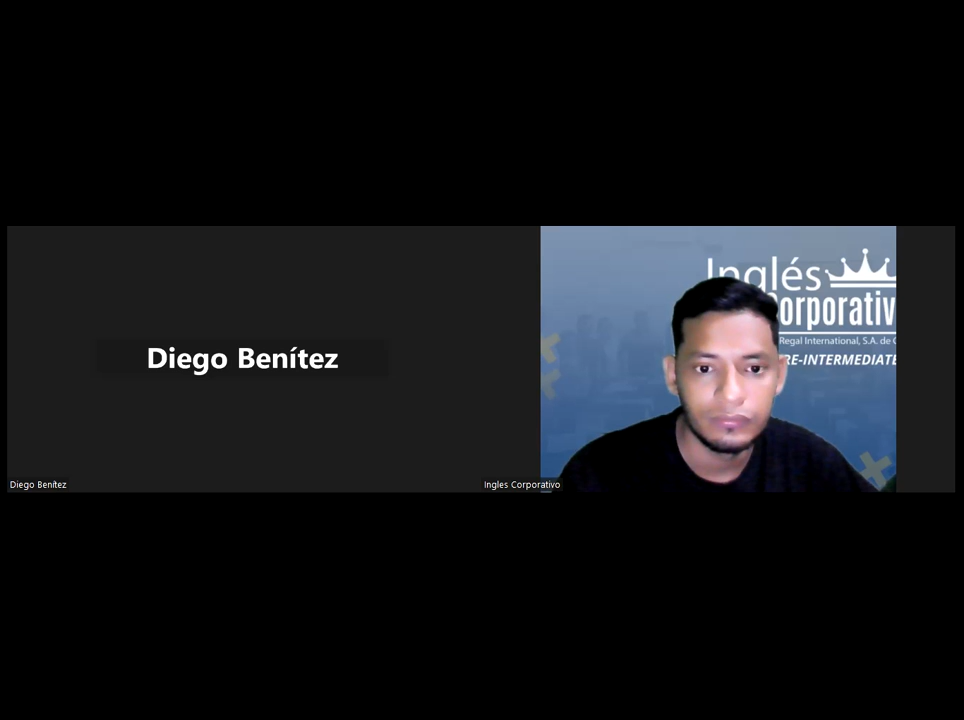 Diego Benítez
Diego Benítez
Inglés
Corporativ
Regal International, S.A. de C
RE-INTERMEDIATE
Ingles Corporativo